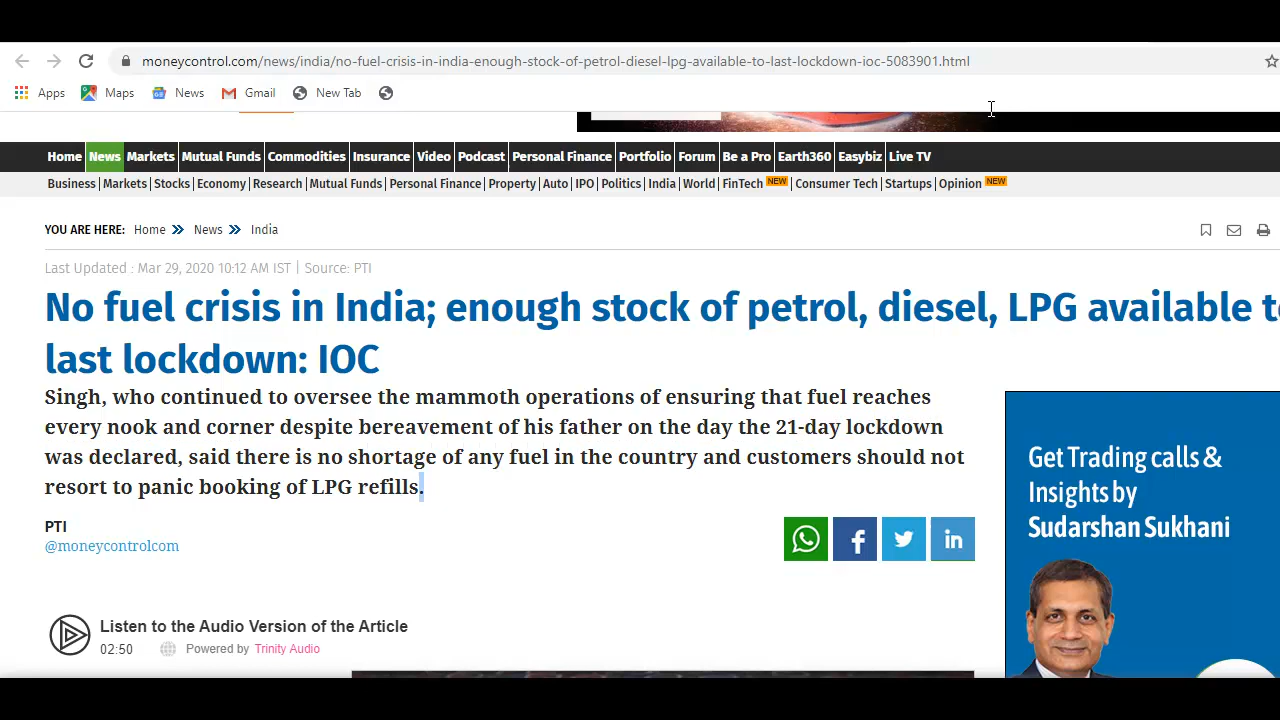 moneycontrol.com/news/india/no-fuel-crisis-in-india-enough-stock-of-petrol-diesel-lpg-available-to-last-lockdown-ioc-5083901.html
Apps Maps News Gmail New Tab
Home News Markets Mutual Funds Commodities Insurance Video Podcast Personal Finance Portfolio Forum Be a Pro Earth360 Easybiz Live TV
Business Markets Stocks Economy Research Mutual Funds Personal Finance Property Auto IPO Politics India World FinTech NEW Consumer Tech Startups Opinion NEW
YOU ARE HERE: Home News India
Last Updated : Mar 29, 2020 10:12 AM IST | Source: PTI
No fuel crisis in India; enough stock of petrol, diesel, LPG available to
last lockdown: IOC
Singh, who continued to oversee the mammoth operations of ensuring that fuel reaches
every nook and corner despite bereavement of his father on the day the 21-day lockdown
was declared, said there is no shortage of any fuel in the country and customers should not
resort to panic booking of LPG refills.
PTI
@moneycontrolcom
Listen to the Audio Version of the Article
02:50 Powered by Trinity Audio
Get Trading calls &
Insights by
Sudarshan Sukhani